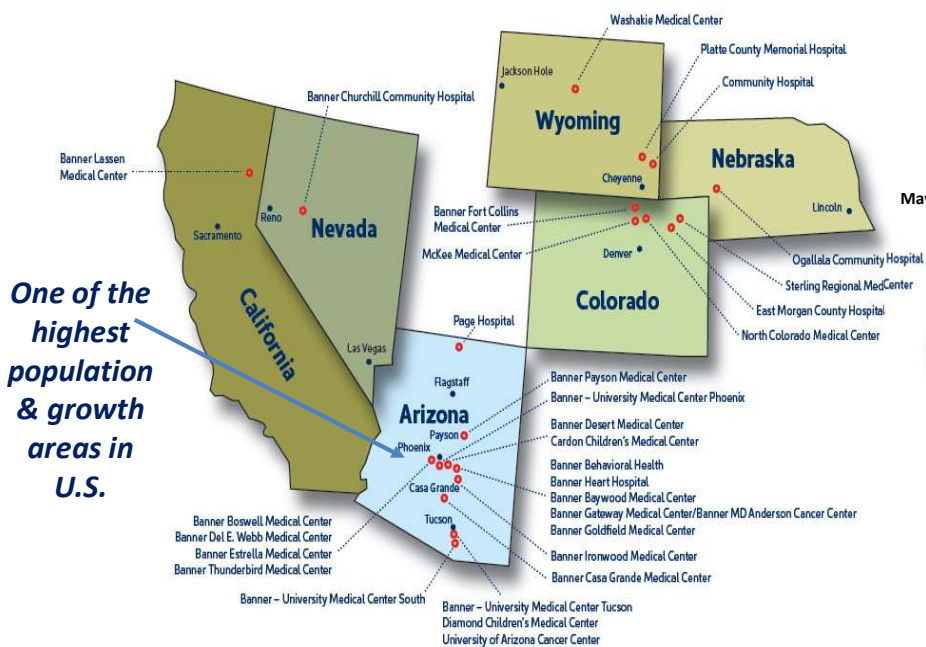 Washakie Medical Center
Platte County Memorial Hospital
Jackson Hole
Community Hospital
Banner Churchill Community Hospital
Wyoming
Nebraska
Banner Lassen
Medical Center
Cheyenne
Reno
Nevada
Sacramento
Banner Fort Collins
Medical Center
Lincoln
McKee Medical Center
Denver
Ogallala Community Hospital
Sterling Regional MedCenter
Colorado
East Morgan County Hospital
North Colorado Medical Center
California
One of the
highest
population
& growth
areas in
U.S.
Las Vegas
Page Hospital
Flagstaff
Arizona
Payson
Phoenix
Casa Grande
Tucson
Banner Payson Medical Center
Banner – University Medical Center Phoenix
Banner Desert Medical Center
Cardon Children's Medical Center
Banner Behavioral Health
Banner Heart Hospital
Banner Baywood Medical Center
Banner Gateway Medical Center/Banner MD Anderson Cancer Center
Banner Goldfield Medical Center
Banner Ironwood Medical Center
Banner Casa Grande Medical Center
Banner Boswell Medical Center
Banner Del E. Webb Medical Center
Banner Estrella Medical Center
Banner Thunderbird Medical Center
Banner – University Medical Center South
Banner – University Medical Center Tucson
Diamond Children's Medical Center
University of Arizona Cancer Center